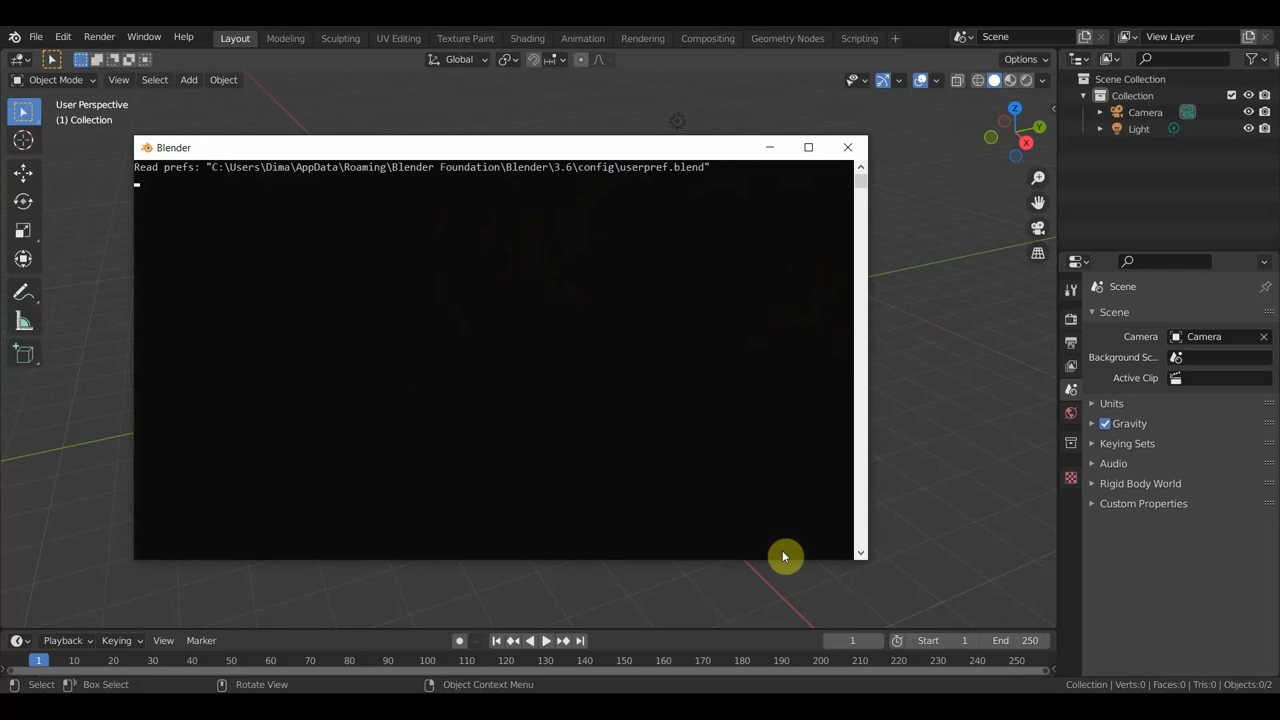 File Edit Render Window Help Layout Modeling Sculpting UV Editing Texture Paint Shading Animation Rendering Compositing Geometry Nodes Scripting + Scene View Layer
Global Options
Object Mode View Select Add Object
User Perspective
(1) Collection
Z
Y
X
Blender
Read prefs: "C:\Users\Dima\AppData\Roaming\Blender Foundation\Blender\3.6\config\userpref.blend"
Scene Collection
Collection
Camera
Light
Scene
Scene
Camera Camera
Background Sc...
Active Clip
Units
Gravity
Keying Sets
Audio
Rigid Body World
Custom Properties
Playback Keying View Marker 1 Start 1 End 250
1 10 20 30 40 50 60 70 80 90 100 110 120 130 140 150 160 170 180 190 200 210 220 230 240 250
Select Box Select Rotate View Object Context Menu Collection | Verts:0 | Faces:0 | Tris:0 | Objects:0/2